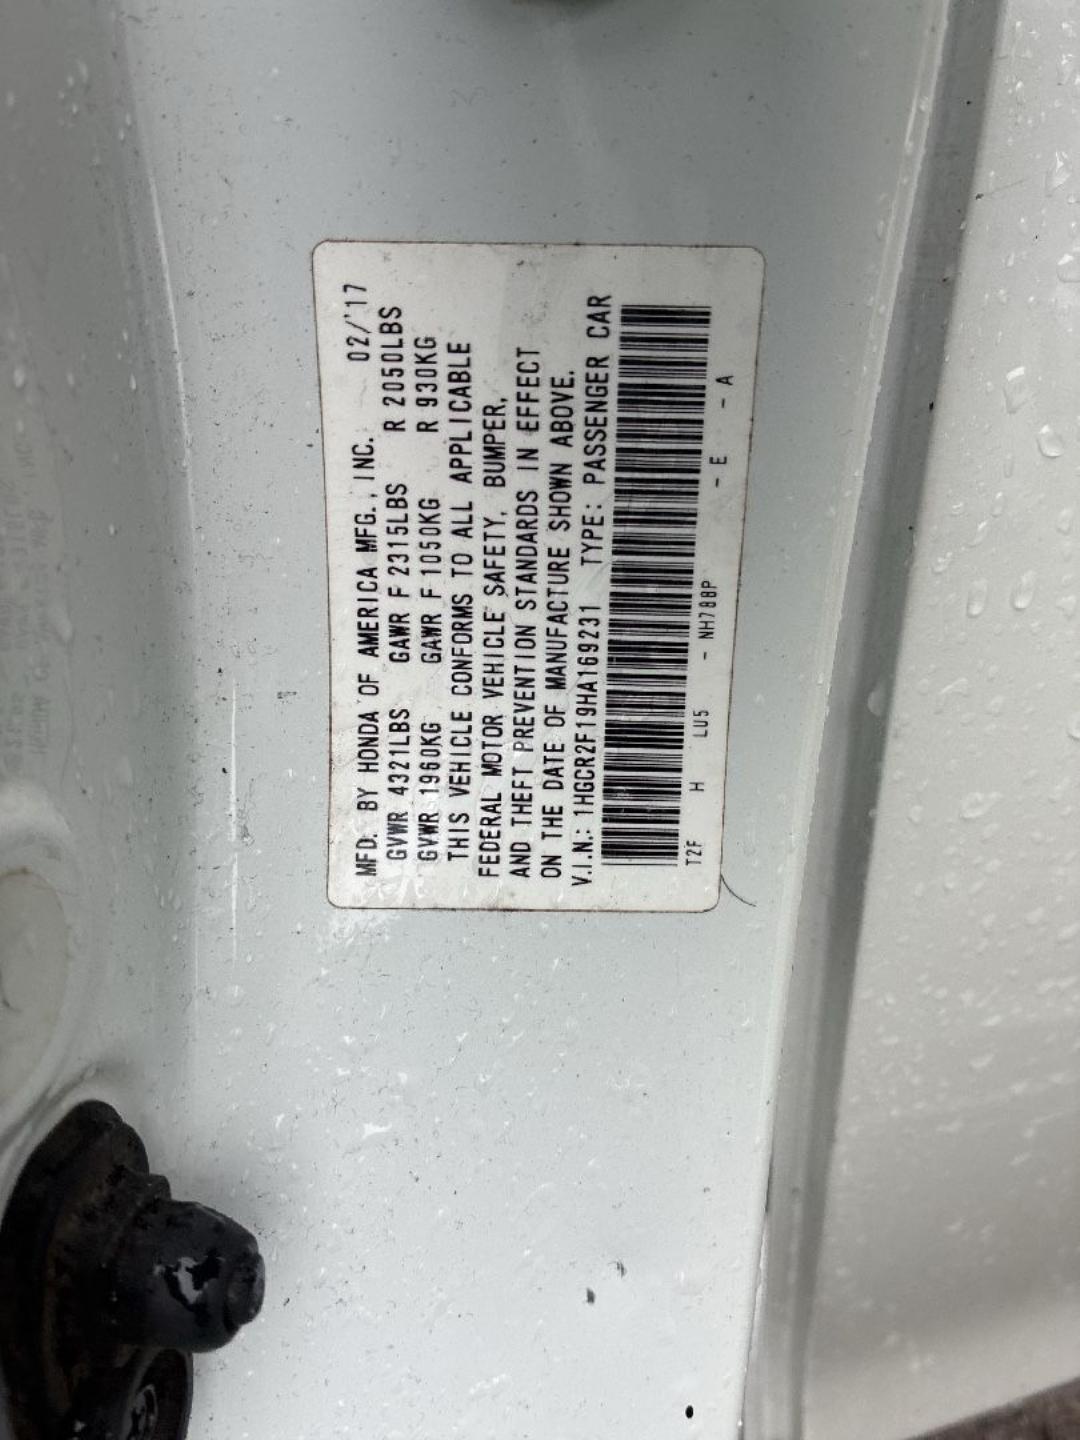 MFD. BY HONDA OF AMERICA MFG., INC. 02/'17
GVWR 4321LBS GAWR F 2315LBS R 2050LBS
GVWR 1960KG GAWR F 1050KG R 930KG
THIS VEHICLE CONFORMS TO ALL APPLICABLE
FEDERAL MOTOR VEHICLE SAFETY, BUMPER,
AND THEFT PREVENTION STANDARDS IN EFFECT
ON THE DATE OF MANUFACTURE SHOWN ABOVE.
V.I.N.: 1HGCR2F19HA169231 TYPE: PASSENGER CAR
T2F H LU5 - NH788P - E - A